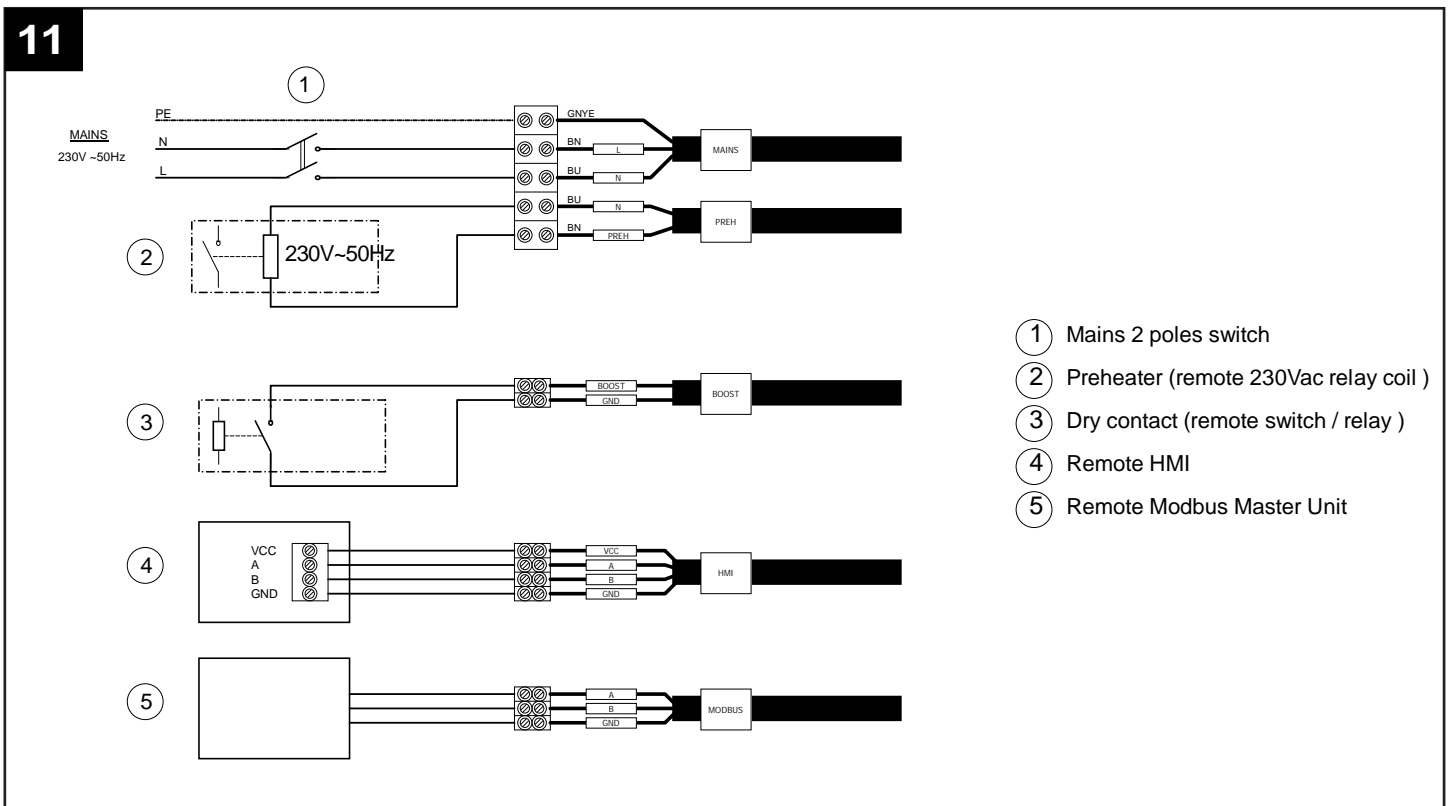 11
1
PE
GNYE
MAINS
230V ~50Hz
N
BN
L
MAINS
L
BU
N
BU
N
PREH
2
230V~50Hz
BN
PREH
1 Mains 2 poles switch
2 Preheater (remote 230Vac relay coil )
3 Dry contact (remote switch / relay )
4 Remote HMI
5 Remote Modbus Master Unit
3
BOOST
GND
BOOST
4
VCC
A
B
GND
VCC
A
B
GND
HMI
5
A
B
GND
MODBUS